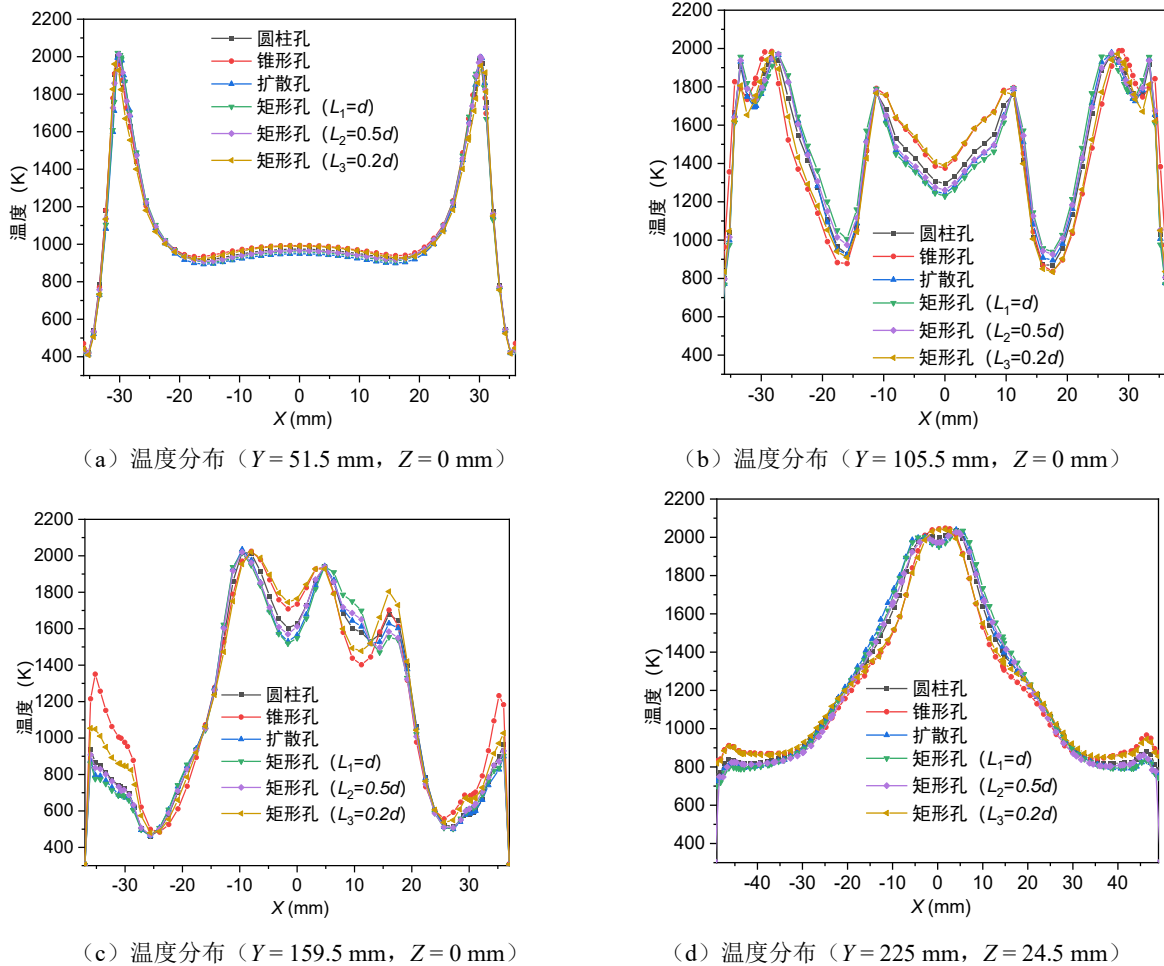 2200
2000
1800
1600
1400
1200
1000
800
600
400
温度 (K)
圆柱孔
锥形孔
扩散孔
矩形孔 (L1=d)
矩形孔 (L2=0.5d)
矩形孔 (L3=0.2d)
-30 -20 -10 0 10 20 30
X (mm)
(a) 温度分布 (Y = 51.5 mm, Z = 0 mm)
2200
2000
1800
1600
1400
1200
1000
800
600
400
温度 (K)
圆柱孔
锥形孔
扩散孔
矩形孔 (L1=d)
矩形孔 (L2=0.5d)
矩形孔 (L3=0.2d)
-30 -20 -10 0 10 20 30
X (mm)
(b) 温度分布 (Y = 105.5 mm, Z = 0 mm)
2200
2000
1800
1600
1400
1200
1000
800
600
400
温度 (K)
圆柱孔
锥形孔
扩散孔
矩形孔 (L1=d)
矩形孔 (L2=0.5d)
矩形孔 (L3=0.2d)
-30 -20 -10 0 10 20 30
X (mm)
(c) 温度分布 (Y = 159.5 mm, Z = 0 mm)
2200
2000
1800
1600
1400
1200
1000
800
600
400
温度 (K)
圆柱孔
锥形孔
扩散孔
矩形孔 (L1=d)
矩形孔 (L2=0.5d)
矩形孔 (L3=0.2d)
-40 -30 -20 -10 0 10 20 30 40
X (mm)
(d) 温度分布 (Y = 225 mm, Z = 24.5 mm)